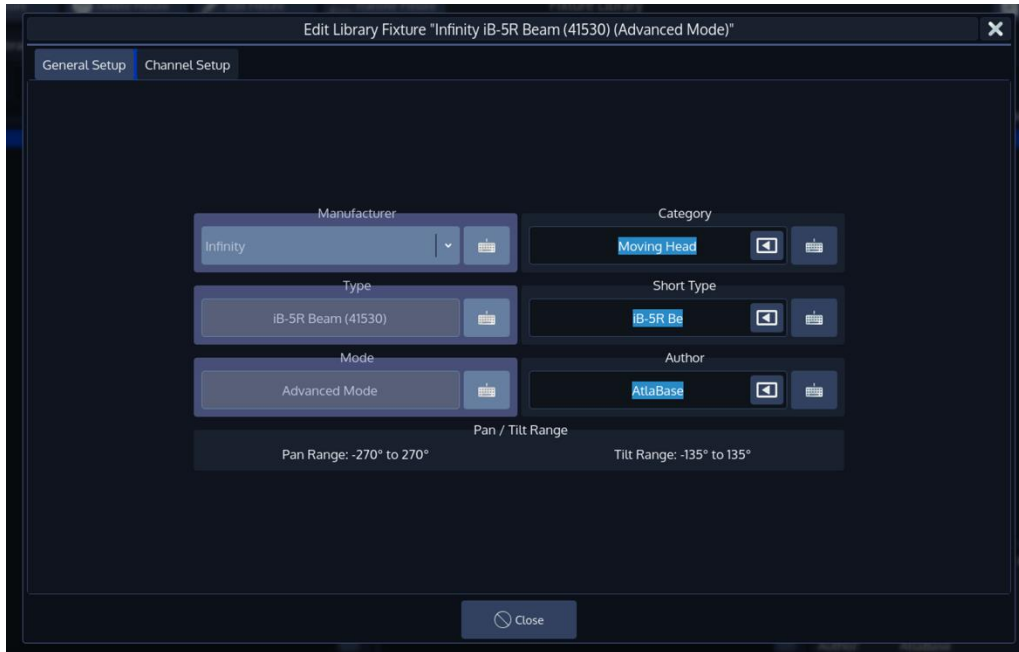 Edit Library Fixture "Infinity iB-5R Beam (41530) (Advanced Mode)"
General Setup Channel Setup
Manufacturer Category
Infinity Moving Head
Type Short Type
iB-5R Beam (41530) iB-5R Be
Mode Author
Advanced Mode AtlaBase
Pan / Tilt Range
Pan Range: -270° to 270° Tilt Range: -135° to 135°
Close